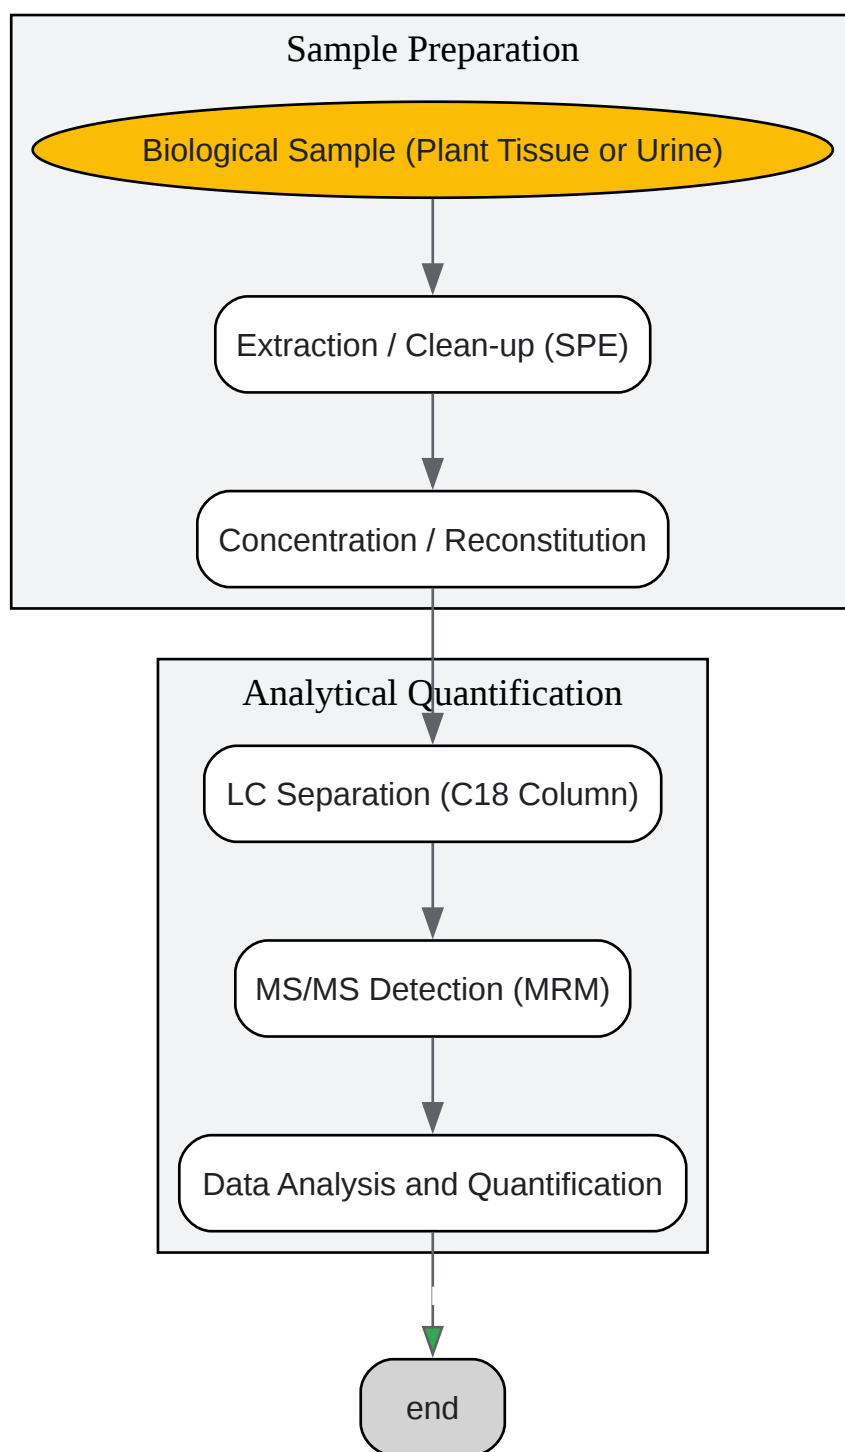 Sample Preparation
Biological Sample (Plant Tissue or Urine)
Extraction / Clean-up (SPE)
Concentration / Reconstitution
Analytical Quantification
LC Separation (C18 Column)
MS/MS Detection (MRM)
Data Analysis and Quantification
end